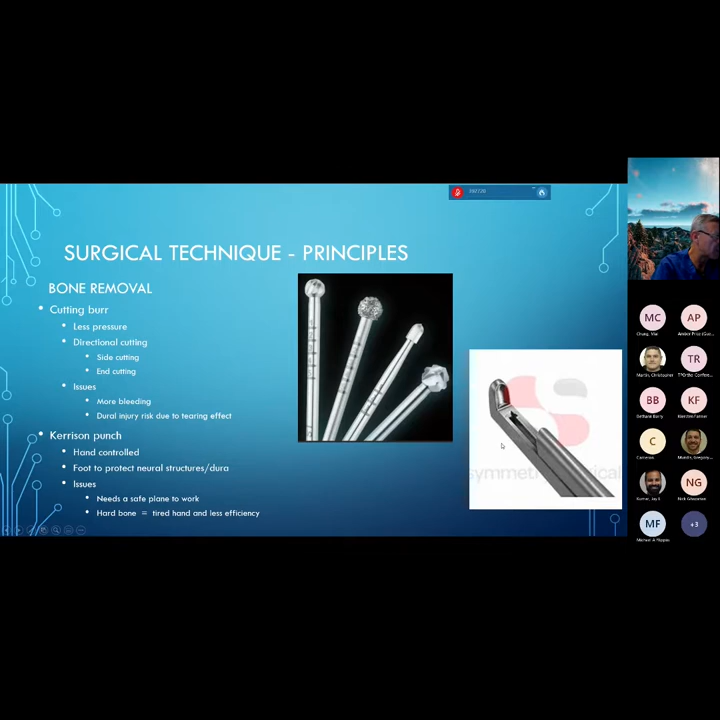 SURGICAL TECHNIQUE - PRINCIPLES
BONE REMOVAL
Cutting burr
Less pressure
Directional cutting
Side cutting
End cutting
Issues
More bleeding
Dural injury risk due to tearing effect
Kerrison punch
Hand controlled
Foot to protect neural structures/dura
Issues
Needs a safe plane to work
Hard bone = tired hand and less efficiency
symmet
MC
AP
TR
BB
KF
C
NG
MF
+3